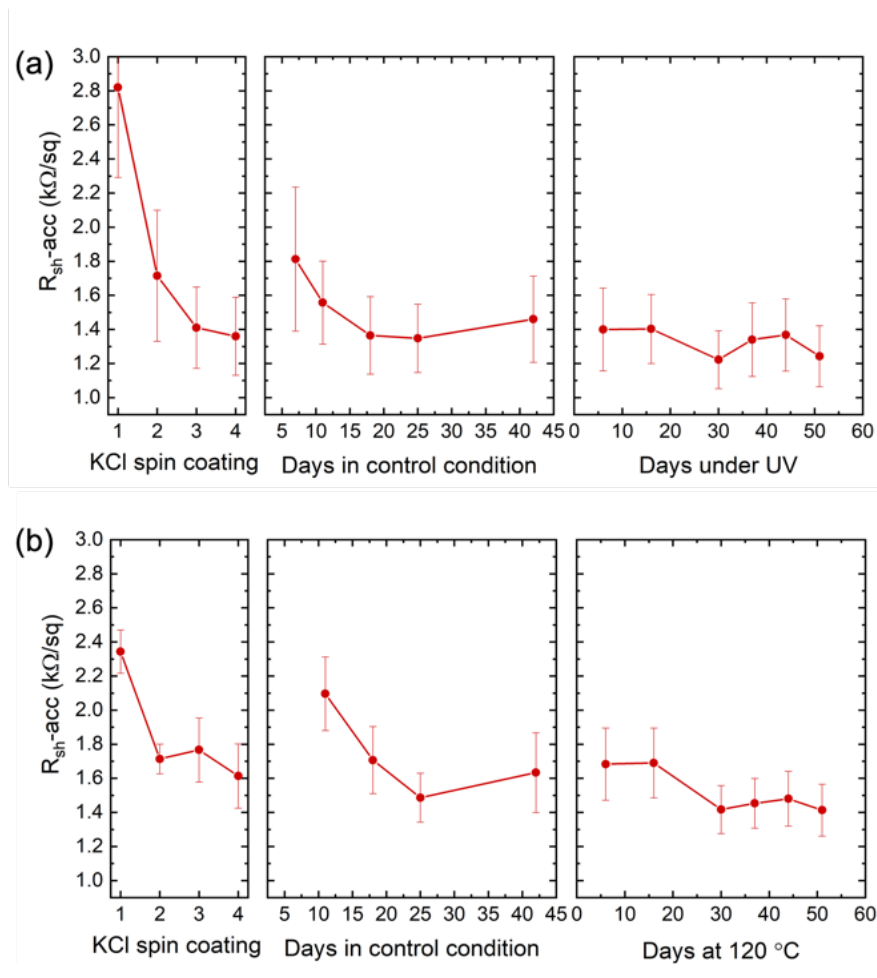 (a)
R_sh-acc (kΩ/sq)
3.0
2.8
2.6
2.4
2.2
2.0
1.8
1.6
1.4
1.2
1.0
1 2 3 4
KCl spin coating
5 10 15 20 25 30 35 40 45
Days in control condition
0 10 20 30 40 50 60
Days under UV
(b)
R_sh-acc (kΩ/sq)
3.0
2.8
2.6
2.4
2.2
2.0
1.8
1.6
1.4
1.2
1.0
1 2 3 4
KCl spin coating
5 10 15 20 25 30 35 40 45
Days in control condition
0 10 20 30 40 50 60
Days at 120 °C